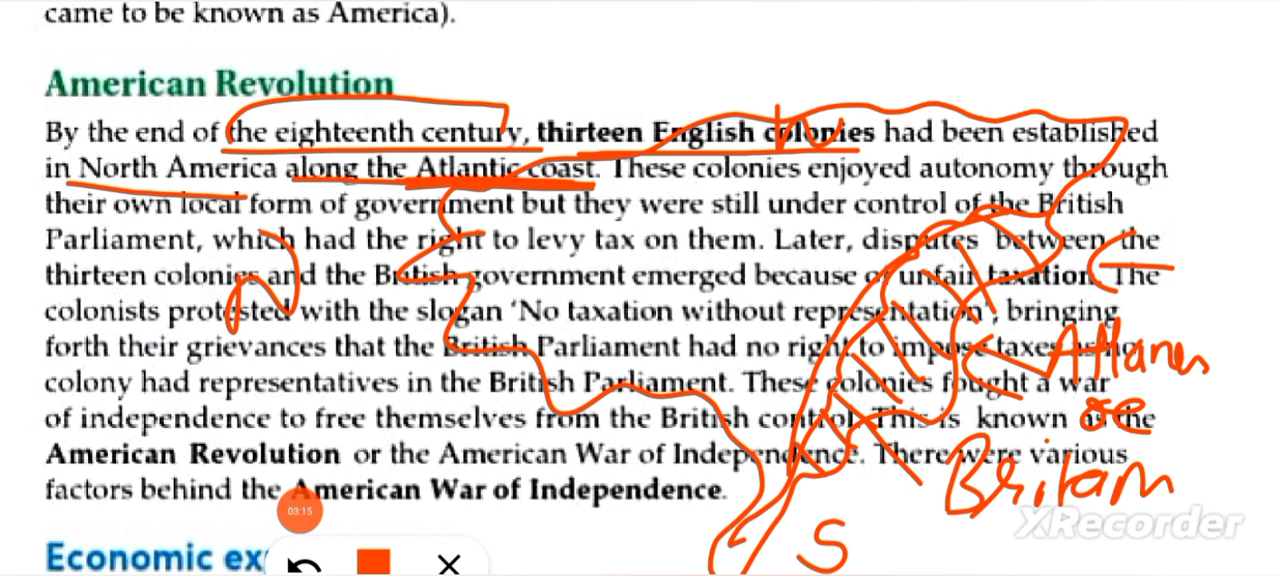 came to be known as America).
American Revolution
By the end of the eighteenth century, thirteen English colonies had been established
in North America along the Atlantic coast. These colonies enjoyed autonomy through
their own local form of government but they were still under control of the British
Parliament, which had the right to levy tax on them. Later, disputes between the
thirteen colonies and the British government emerged because of unfair taxation. The
colonists protested with the slogan ‘No taxation without representation’, bringing
forth their grievances that the British Parliament had no right to impose taxes no
colony had representatives in the British Parliament. These colonies fought a war
of independence to free themselves from the British control. This is known as the
American Revolution or the American War of Independence. There were various
factors behind the American War of Independence.
Britain
S
03:15
XRecorder
Economic ex